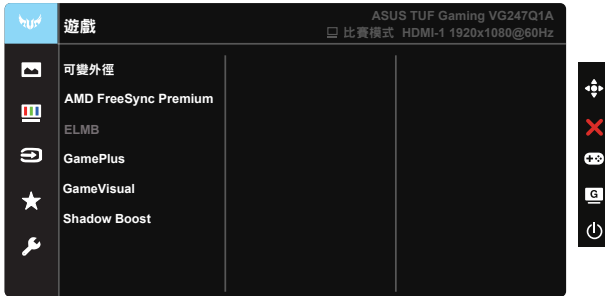 遊戲
ASUS TUF Gaming VG247Q1A
比賽模式 HDMI-1 1920x1080@60Hz
可變外徑
AMD FreeSync Premium
ELMB
GamePlus
GameVisual
Shadow Boost
G